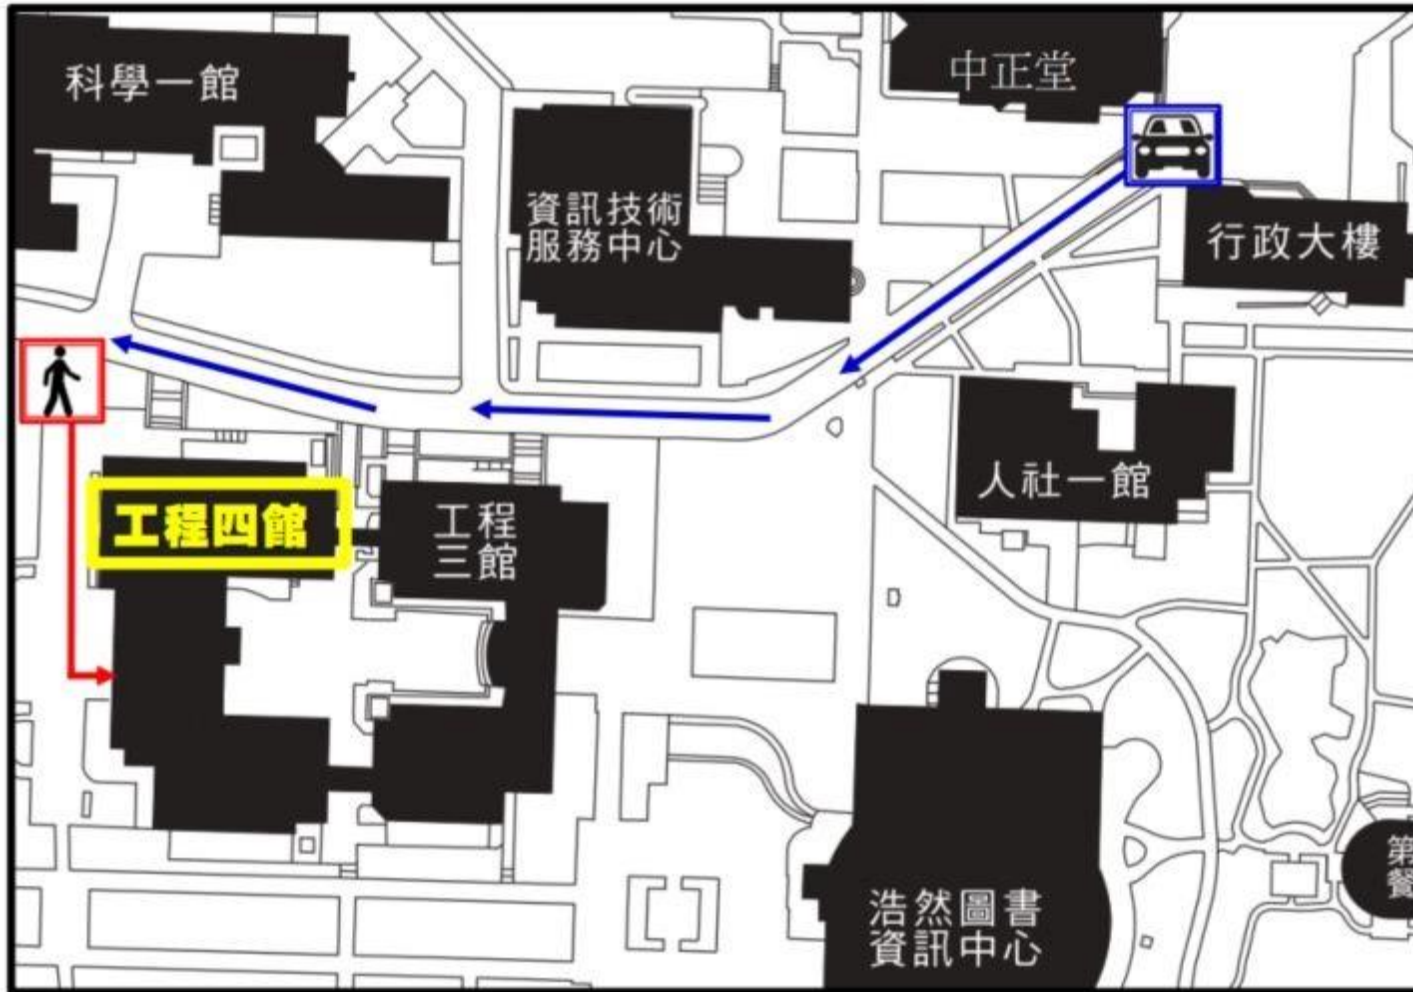 科學一館
中正堂
資訊技術
服務中心
行政大樓
人社一館
工程四館
工程
三館
浩然圖書
資訊中心
第
餐